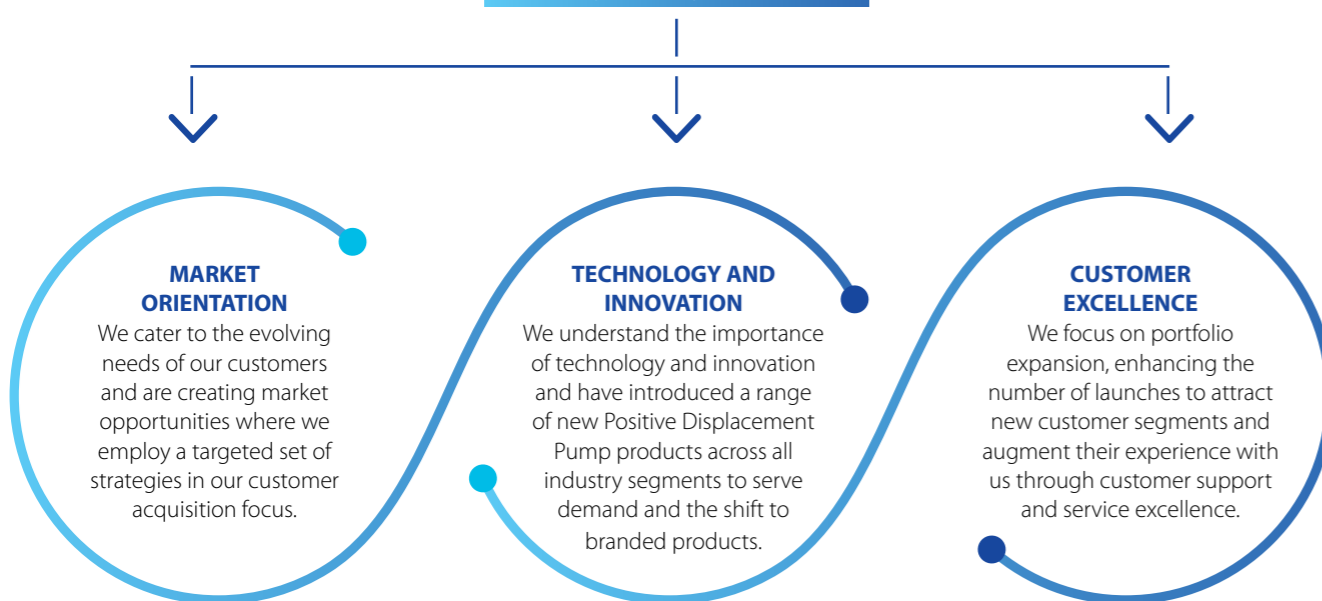 MARKET
ORIENTATION
We cater to the evolving
needs of our customers
and are creating market
opportunities where we
employ a targeted set of
strategies in our customer
acquisition focus.
TECHNOLOGY AND
INNOVATION
We understand the importance
of technology and innovation
and have introduced a range
of new Positive Displacement
Pump products across all
industry segments to serve
demand and the shift to
branded products.
CUSTOMER
EXCELLENCE
We focus on portfolio
expansion, enhancing the
number of launches to attract
new customer segments and
augment their experience with
us through customer support
and service excellence.